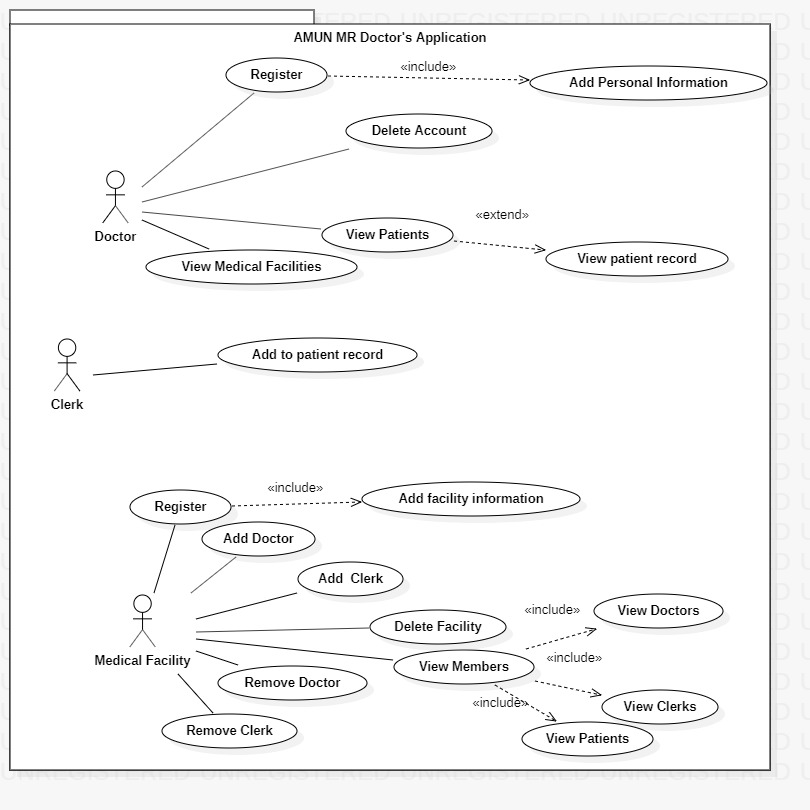 AMUN MR Doctor's Application
Register
«include»
Add Personal Information
Delete Account
Doctor
«extend»
View Patients
View patient record
View Medical Facilities
Clerk
Add to patient record
Register
«include»
Add facility information
Add Doctor
Add  Clerk
Medical Facility
Delete Facility
«include»
View Doctors
View Members
«include»
Remove Doctor
«include»
View Clerks
Remove Clerk
View Patients
UNREGISTERED